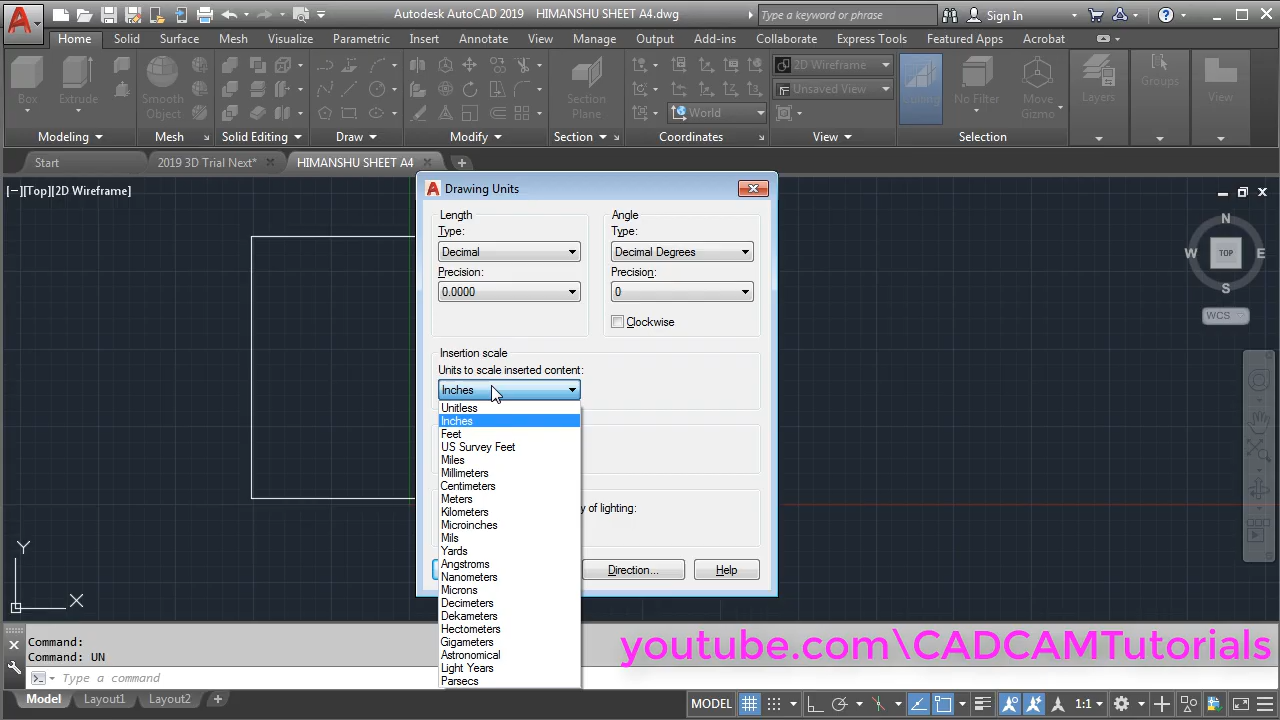 Autodesk AutoCAD 2019 HIMANSHU SHEET A4.dwg
Type a keyword or phrase
Sign In
Home Solid Surface Mesh Visualize Parametric Insert Annotate View Manage Output Add-ins Collaborate Express Tools Featured Apps Acrobat
Box
Extrude
Smooth
Object
Section
Plane
World
2D Wireframe
Unsaved View
Culling
No Filter
Move
Gizmo
Layers
Groups
View
Modeling
Mesh
Solid Editing
Draw
Modify
Section
Coordinates
View
Selection
Start
2019 3D Trial Next*
HIMANSHU SHEET A4
[−][Top][2D Wireframe]
Drawing Units
Length
Type:
Decimal
Precision:
0.0000
Angle
Type:
Decimal Degrees
Precision:
0
Clockwise
Insertion scale
Units to scale inserted content:
Inches
Unitless
Inches
Feet
US Survey Feet
Miles
Millimeters
Centimeters
Meters
Kilometers
Microinches
Mils
Yards
Angstroms
Nanometers
Microns
Decimeters
Dekameters
Hectometers
Gigameters
Astronomical
Light Years
Parsecs
y of lighting:
Direction...
Help
N
W
TOP
E
S
WCS
Y
X
Command:
Command: UN
Type a command
youtube.com\CADCAMTutorials
Model
Layout1
Layout2
MODEL
1:1